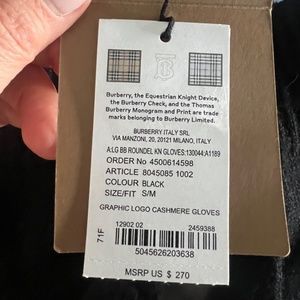 Burberry, the Equestrian Knight Device,
the Burberry Check, and the Thomas
Burberry Monogram and Print are trade
marks belonging to Burberry Limited.
BURBERRY ITALY SRL
VIA MANZONI, 20, 20121 MILANO, ITALY
A:LG BB ROUNDEL KN GLOVES:130044:A1189
ORDER No 4500614598
ARTICLE 8045085 1002
COLOUR BLACK
SIZE/FIT S/M
GRAPHIC LOGO CASHMERE GLOVES
71F
12902 02 2459388
5045626203638
MSRP US $ 270